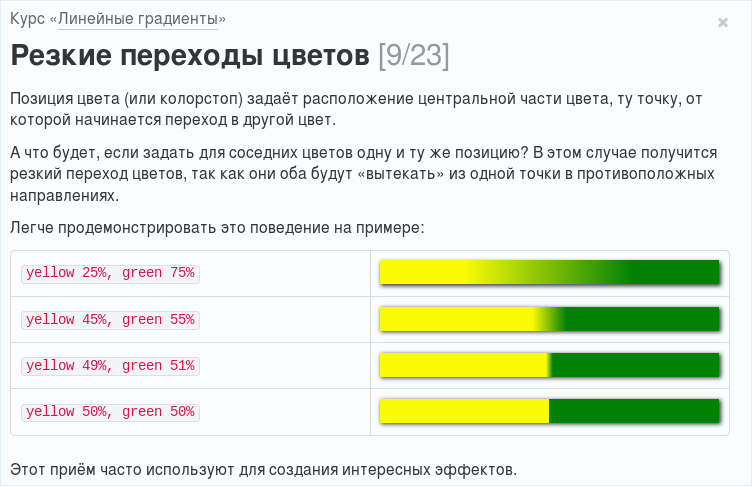 Курс «Линейные градиенты»
×
Резкие переходы цветов [9/23]
Позиция цвета (или колорстоп) задаёт расположение центральной части цвета, ту точку, от
которой начинается переход в другой цвет.
А что будет, если задать для соседних цветов одну и ту же позицию? В этом случае получится
резкий переход цветов, так как они оба будут «вытекать» из одной точки в противоположных
направлениях.
Легче продемонстрировать это поведение на примере:
yellow 25%, green 75%
yellow 45%, green 55%
yellow 49%, green 51%
yellow 50%, green 50%
Этот приём часто используют для создания интересных эффектов.